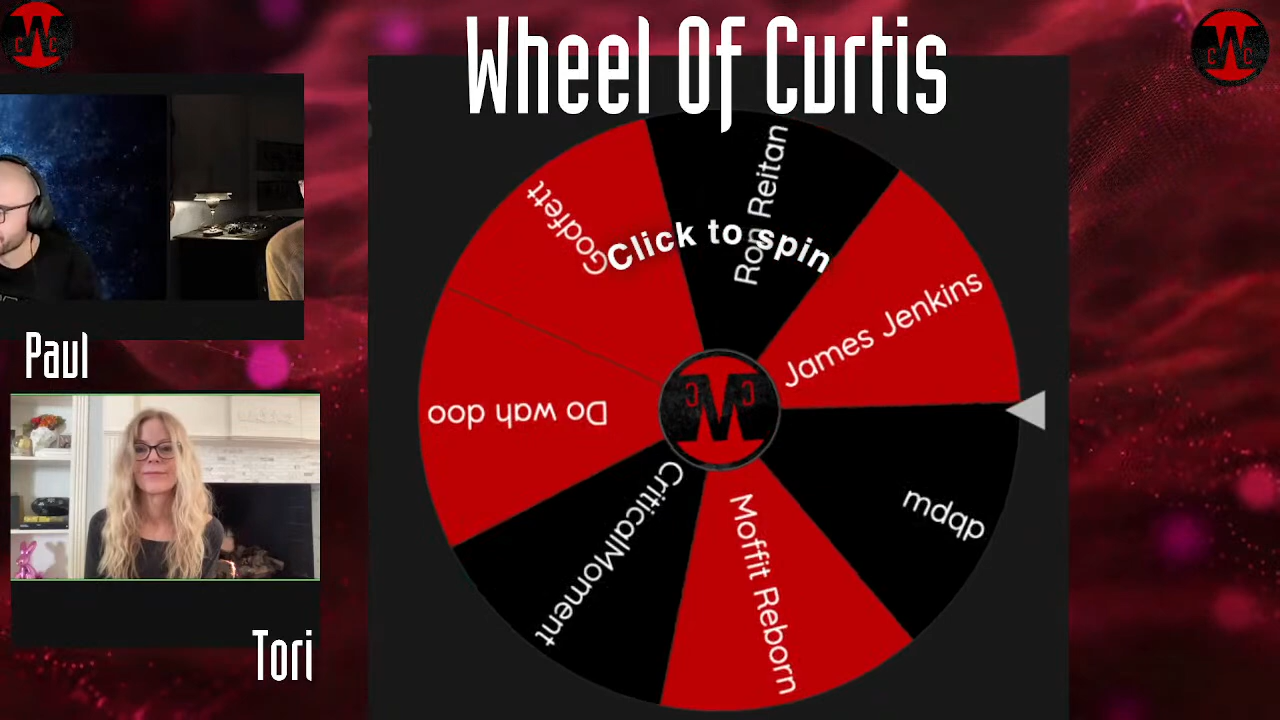 Wheel Of Curtis
Paul
Tori
Click to spin
Ron Reitan
James Jenkins
mdqp
Moffit Reborn
CriticalMoment
Do wah doo
Godfett